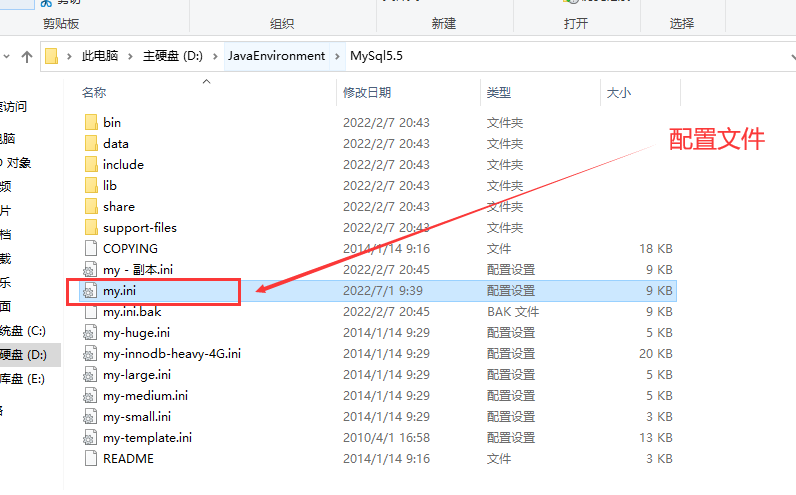 剪贴板 组织 新建 打开 选择
此电脑 › 主硬盘 (D:) › JavaEnvironment › MySql5.5
名称 修改日期 类型 大小
bin 2022/2/7 20:43 文件夹
data 2022/2/7 20:43 文件夹
include 2022/2/7 20:43 文件夹
lib 2022/2/7 20:43 文件夹
share 2022/2/7 20:43 文件夹
support-files 2022/2/7 20:43 文件夹
COPYING 2014/1/14 9:16 文件 18 KB
my - 副本.ini 2022/2/7 20:45 配置设置 9 KB
my.ini 2022/7/1 9:39 配置设置 9 KB
my.ini.bak 2022/2/7 20:45 BAK 文件 9 KB
my-huge.ini 2014/1/14 9:29 配置设置 5 KB
my-innodb-heavy-4G.ini 2014/1/14 9:29 配置设置 20 KB
my-large.ini 2014/1/14 9:29 配置设置 5 KB
my-medium.ini 2014/1/14 9:29 配置设置 5 KB
my-small.ini 2014/1/14 9:29 配置设置 3 KB
my-template.ini 2010/4/1 16:58 配置设置 13 KB
README 2014/1/14 9:16 文件 3 KB
配置文件
访问
电脑
对象
频
片
档
载
乐
面
统盘 (C:)
硬盘 (D:)
库盘 (E:)
络